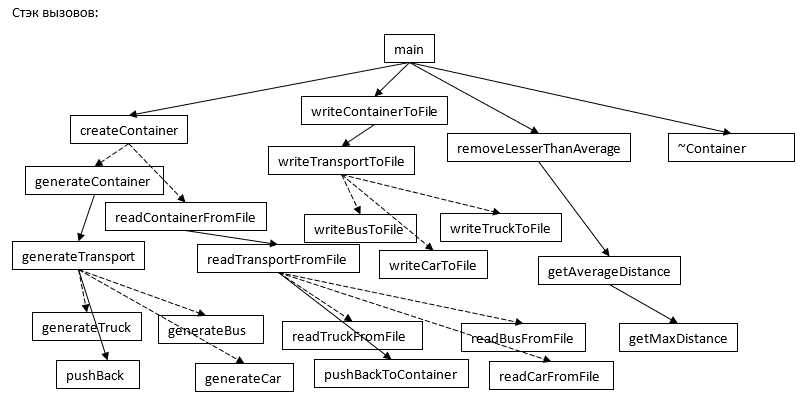 Стэк вызовов:
main
writeContainerToFile
createContainer
removeLesserThanAverage
~Container
writeTransportToFile
generateContainer
readContainerFromFile
writeBusToFile
writeTruckToFile
generateTransport
readTransportFromFile
writeCarToFile
getAverageDistance
generateTruck
generateBus
readTruckFromFile
readBusFromFile
getMaxDistance
pushBack
generateCar
pushBackToContainer
readCarFromFile